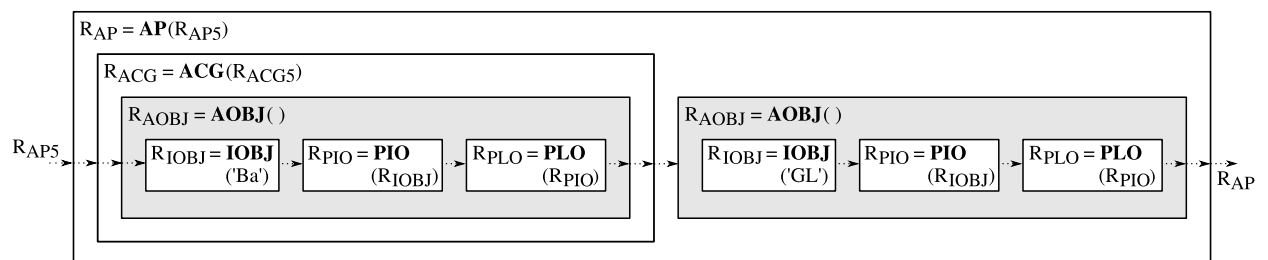 R_AP = AP(R_AP5)
R_ACG = ACG(R_ACG5)
R_AOBJ = AOBJ( )
R_AOBJ = AOBJ( )
R_AP5
R_IOBJ = IOBJ
('Ba')
R_PIO = PIO
(R_IOBJ)
R_PLO = PLO
(R_PIO)
R_IOBJ = IOBJ
('GL')
R_PIO = PIO
(R_IOBJ)
R_PLO = PLO
(R_PIO)
R_AP